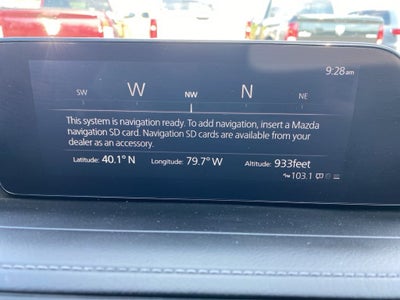 9:28am
SW W NW N NE
This system is navigation ready. To add navigation, insert a Mazda
navigation SD card. Navigation SD cards are available from your
dealer as an accessory.
Latitude: 40.1° N Longitude: 79.7° W Altitude: 933feet
103.1